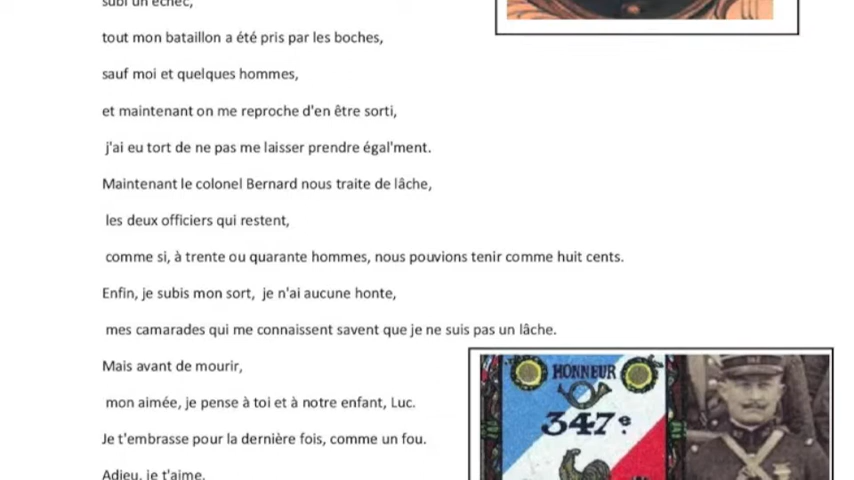 subi un échec,
tout mon bataillon a été pris par les boches,
sauf moi et quelques hommes,
et maintenant on me reproche d'en être sorti,
j'ai eu tort de ne pas me laisser prendre égal'ment.
Maintenant le colonel Bernard nous traite de lâche,
les deux officiers qui restent,
comme si, à trente ou quarante hommes, nous pouvions tenir comme huit cents.
Enfin, je subis mon sort,  je n'ai aucune honte,
mes camarades qui me connaissent savent que je ne suis pas un lâche.
Mais avant de mourir,
mon aimée, je pense à toi et à notre enfant, Luc.
Je t'embrasse pour la dernière fois, comme un fou.
Adieu, je t'aime.
HONNEUR
347e